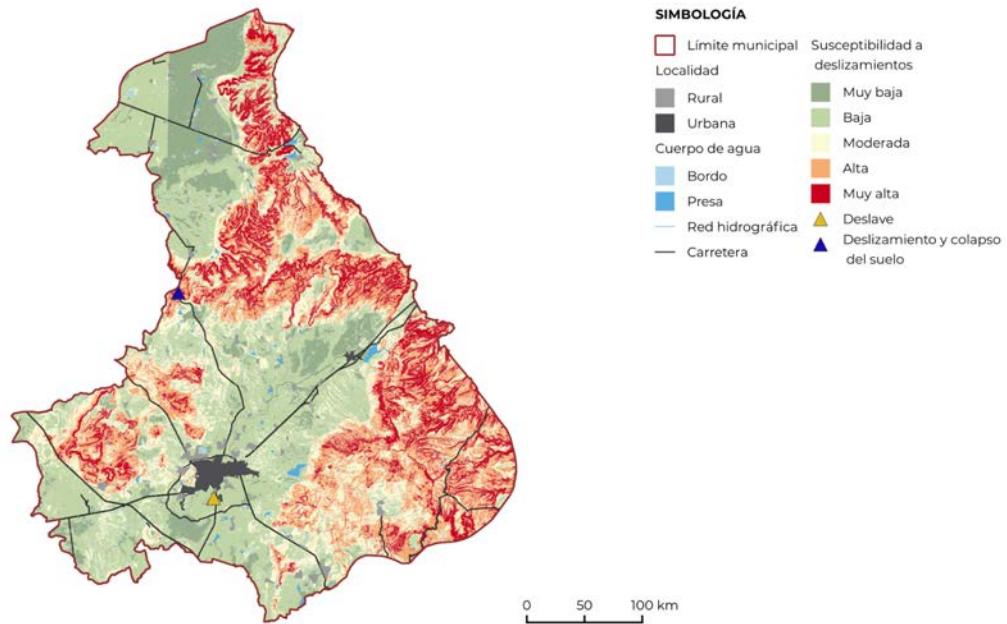 SIMBOLOGÍA
Límite municipal
Localidad
Rural
Urbana
Cuerpo de agua
Bordo
Presa
Red hidrográfica
Carretera
Susceptibilidad a
deslizamientos
Muy baja
Baja
Moderada
Alta
Muy alta
Deslave
Deslizamiento y colapso
del suelo
0 50 100 km